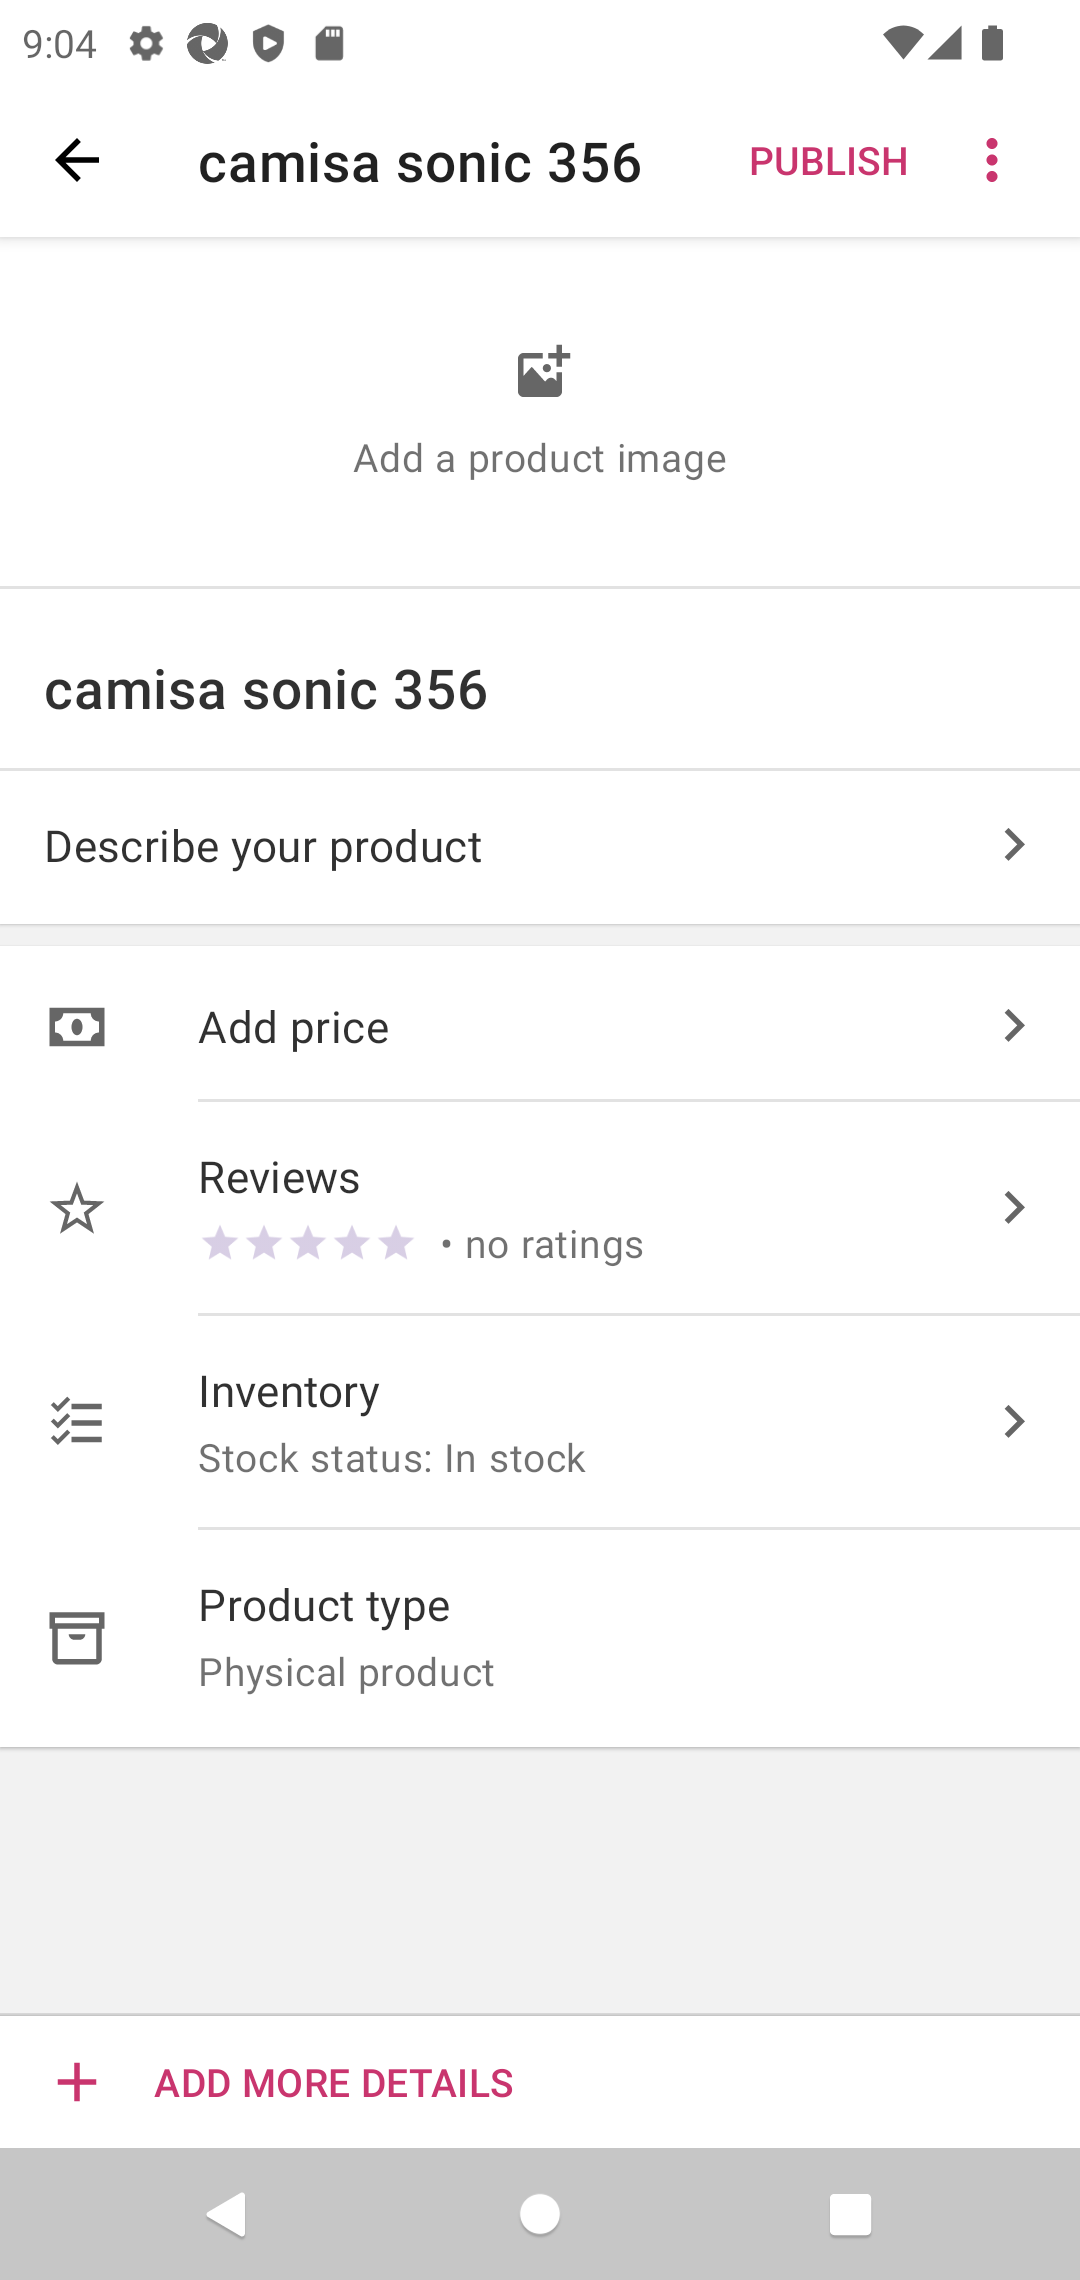 9:04
camisa sonic 356
PUBLISH
Add a product image
camisa sonic 356
Describe your product
Add price
Reviews
• no ratings
Inventory
Stock status: In stock
Product type
Physical product
ADD MORE DETAILS